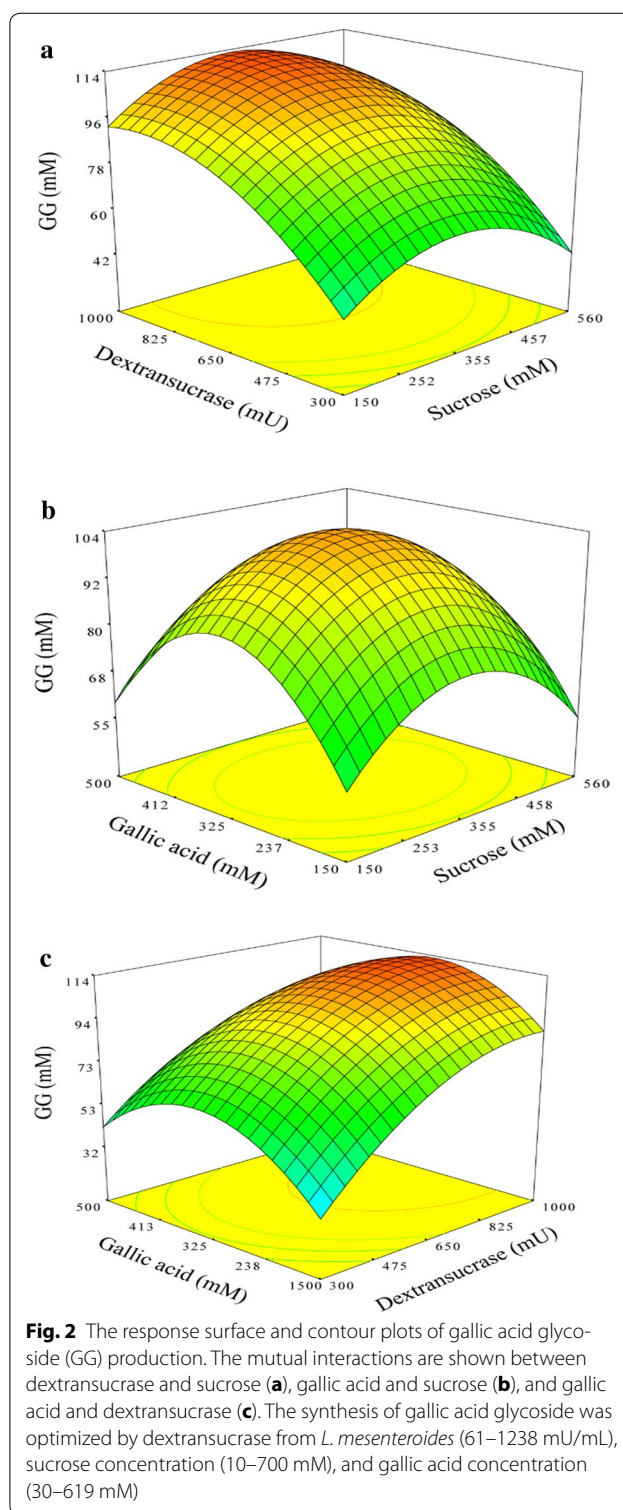 a
114
96
78
60
42
GG (mM)
1000
825
650
475
300
Dextransucrase (mU)
150
252
355
457
560
Sucrose (mM)
b
104
92
80
68
55
GG (mM)
500
412
325
237
150
Gallic acid (mM)
150
253
355
458
560
Sucrose (mM)
c
114
94
73
53
32
GG (mM)
500
413
325
238
1500
Gallic acid (mM)
300
475
650
825
1000
Dextransucrase (mU)
Fig. 2 The response surface and contour plots of gallic acid glyco-
side (GG) production. The mutual interactions are shown between
dextransucrase and sucrose (a), gallic acid and sucrose (b), and gallic
acid and dextransucrase (c). The synthesis of gallic acid glycoside was
optimized by dextransucrase from L. mesenteroides (61–1238 mU/mL),
sucrose concentration (10–700 mM), and gallic acid concentration
(30–619 mM)